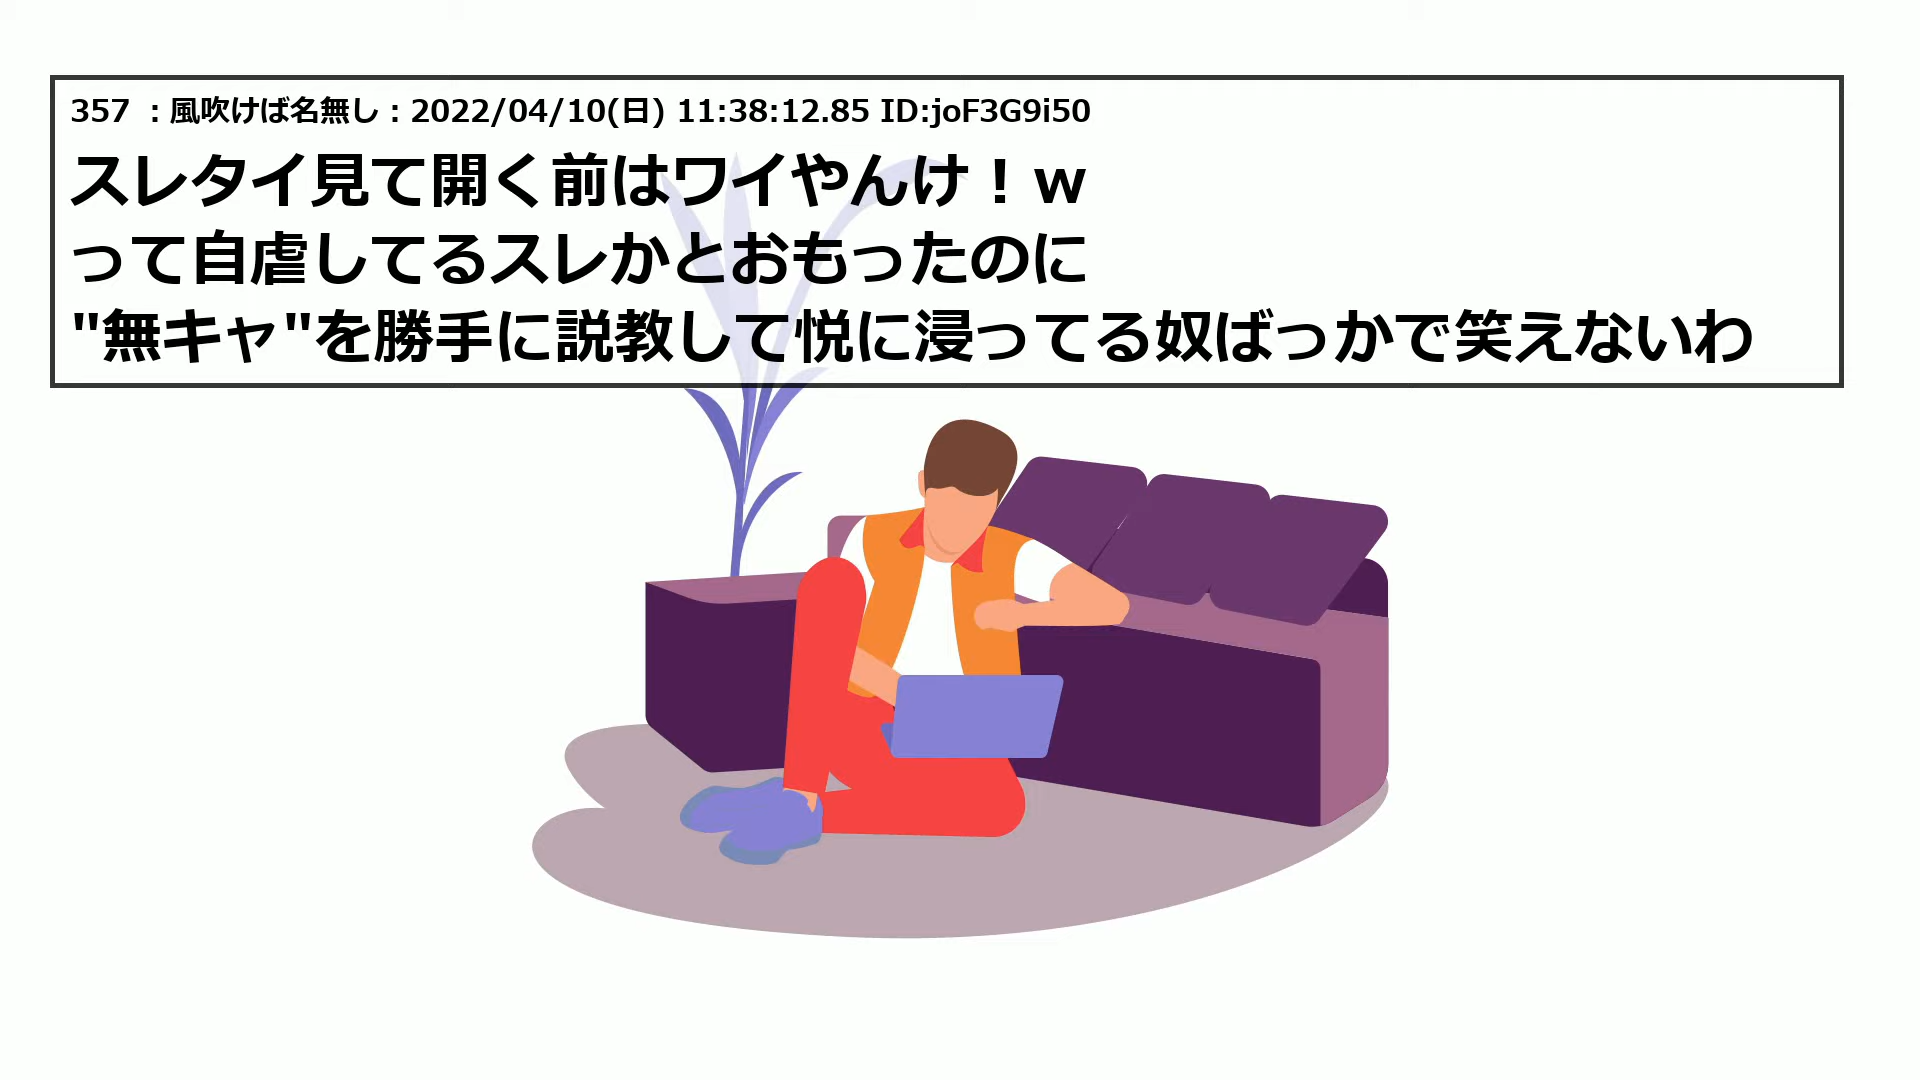 357 ：風吹けば名無し：2022/04/10(日) 11:38:12.85 ID:joF3G9i50
スレタイ見て開く前はワイやんけ！ｗ
って自虐してるスレかとおもったのに
"無キャ"を勝手に説教して悦に浸ってる奴ばっかで笑えないわ